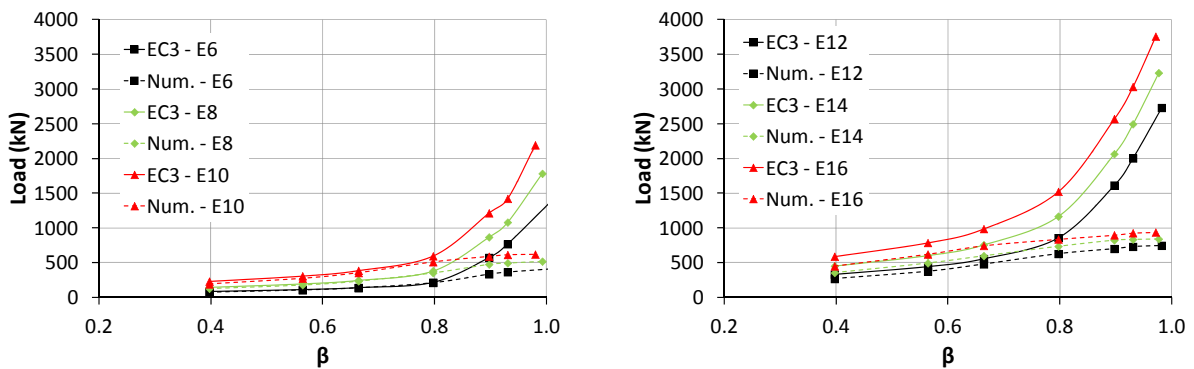 4000
3500
3000
2500
2000
1500
1000
500
0
Load (kN)
EC3 - E6
Num. - E6
EC3 - E8
Num. - E8
EC3 - E10
Num. - E10
0.2 0.4 0.6 0.8 1.0
β
4000
3500
3000
2500
2000
1500
1000
500
0
Load (kN)
EC3 - E12
Num. - E12
EC3 - E14
Num. - E14
EC3 - E16
Num. - E16
0.2 0.4 0.6 0.8 1.0
β